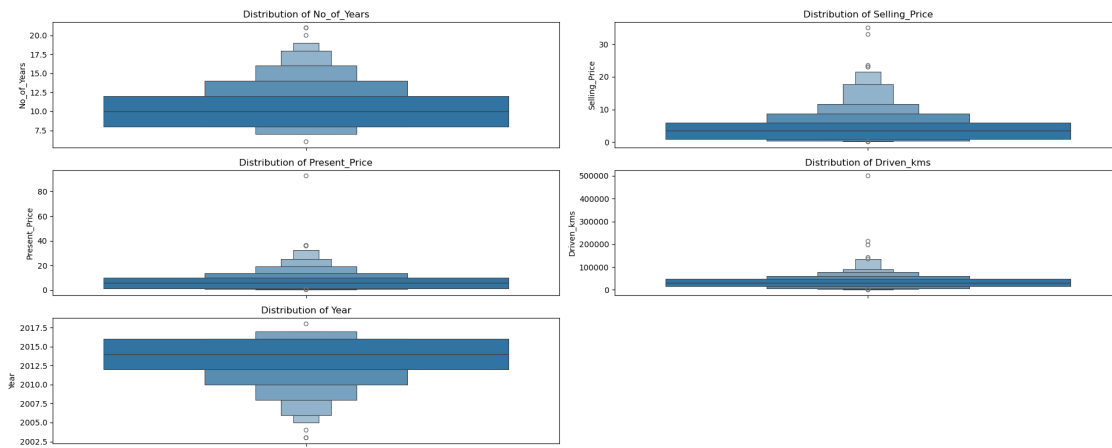 Distribution of No_of_Years
No_of_Years
20.0
17.5
15.0
12.5
10.0
7.5
Distribution of Selling_Price
Selling_Price
30
20
10
0
Distribution of Present_Price
Present_Price
80
60
40
20
0
Distribution of Driven_kms
Driven_kms
500000
400000
300000
200000
100000
0
Distribution of Year
Year
2017.5
2015.0
2012.5
2010.0
2007.5
2005.0
2002.5